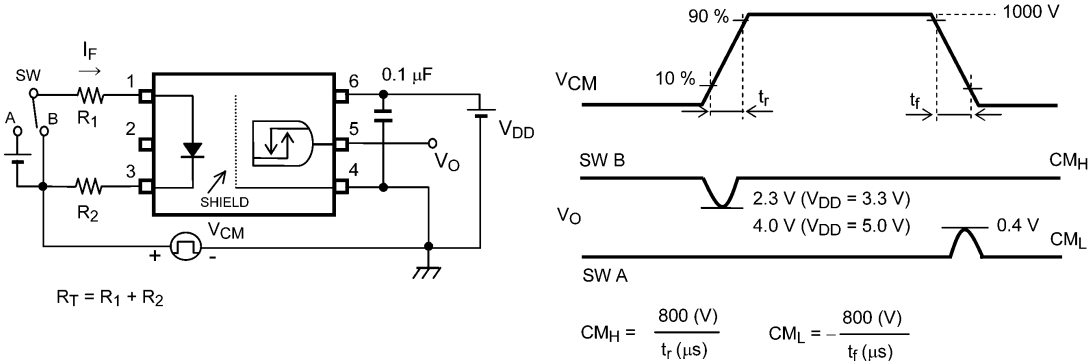 SW
I_F
A
B
R_1
R_2
1
2
3
6
5
4
SHIELD
0.1 μF
V_DD
V_O
V_CM
+
-
R_T = R_1 + R_2
90 %
1000 V
10 %
V_CM
t_r
t_f
SW B
CM_H
2.3 V (V_DD = 3.3 V)
V_O
4.0 V (V_DD = 5.0 V)
0.4 V
CM_L
SW A
CM_H = 800 (V) / t_r (μs)
CM_L = - 800 (V) / t_f (μs)